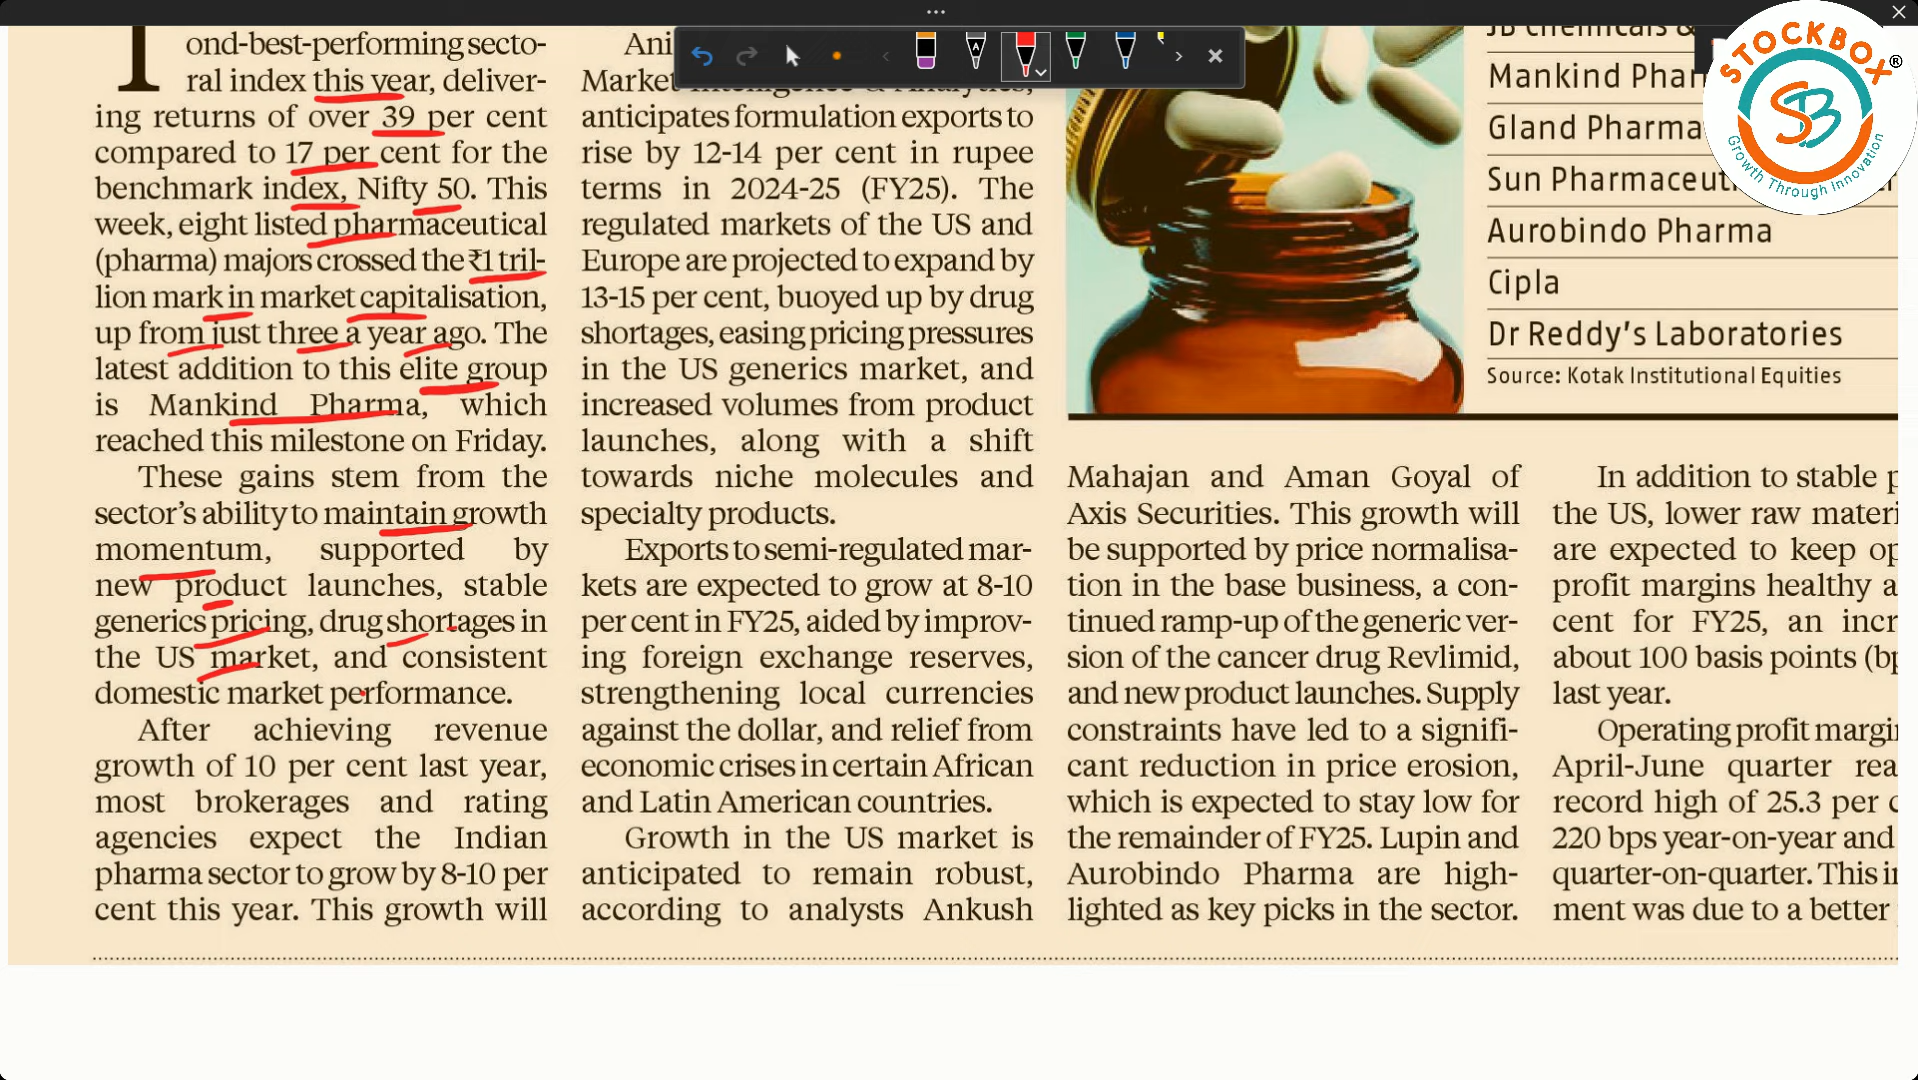 ond-best-performing secto-
ral index this year, deliver-
ing returns of over 39 per cent
compared to 17 per cent for the
benchmark index, Nifty 50. This
week, eight listed pharmaceutical
(pharma) majors crossed the ₹1 tril-
lion mark in market capitalisation,
up from just three a year ago. The
latest addition to this elite group
is Mankind Pharma, which
reached this milestone on Friday.
These gains stem from the
sector's ability to maintain growth
momentum, supported by
new product launches, stable
generics pricing, drug shortages in
the US market, and consistent
domestic market performance.
After achieving revenue
growth of 10 per cent last year,
most brokerages and rating
agencies expect the Indian
pharma sector to grow by 8-10 per
cent this year. This growth will
Ani
Market Intelligence & Analytics,
anticipates formulation exports to
rise by 12-14 per cent in rupee
terms in 2024-25 (FY25). The
regulated markets of the US and
Europe are projected to expand by
13-15 per cent, buoyed up by drug
shortages, easing pricing pressures
in the US generics market, and
increased volumes from product
launches, along with a shift
towards niche molecules and
specialty products.
Exports to semi-regulated mar-
kets are expected to grow at 8-10
per cent in FY25, aided by improv-
ing foreign exchange reserves,
strengthening local currencies
against the dollar, and relief from
economic crises in certain African
and Latin American countries.
Growth in the US market is
anticipated to remain robust,
according to analysts Ankush
JB Chemicals &
Mankind Phar
Gland Pharma
Sun Pharmaceut
Aurobindo Pharma
Cipla
Dr Reddy's Laboratories
Source: Kotak Institutional Equities
Mahajan and Aman Goyal of
Axis Securities. This growth will
be supported by price normalisa-
tion in the base business, a con-
tinued ramp-up of the generic ver-
sion of the cancer drug Revlimid,
and new product launches. Supply
constraints have led to a signifi-
cant reduction in price erosion,
which is expected to stay low for
the remainder of FY25. Lupin and
Aurobindo Pharma are high-
lighted as key picks in the sector.
In addition to stable p
the US, lower raw materi
are expected to keep op
profit margins healthy a
cent for FY25, an incr
about 100 basis points (bp
last year.
Operating profit margin
April-June quarter rea
record high of 25.3 per c
220 bps year-on-year and
quarter-on-quarter. This i
ment was due to a better
STOCKBOX®
SB
Growth Through Innovation